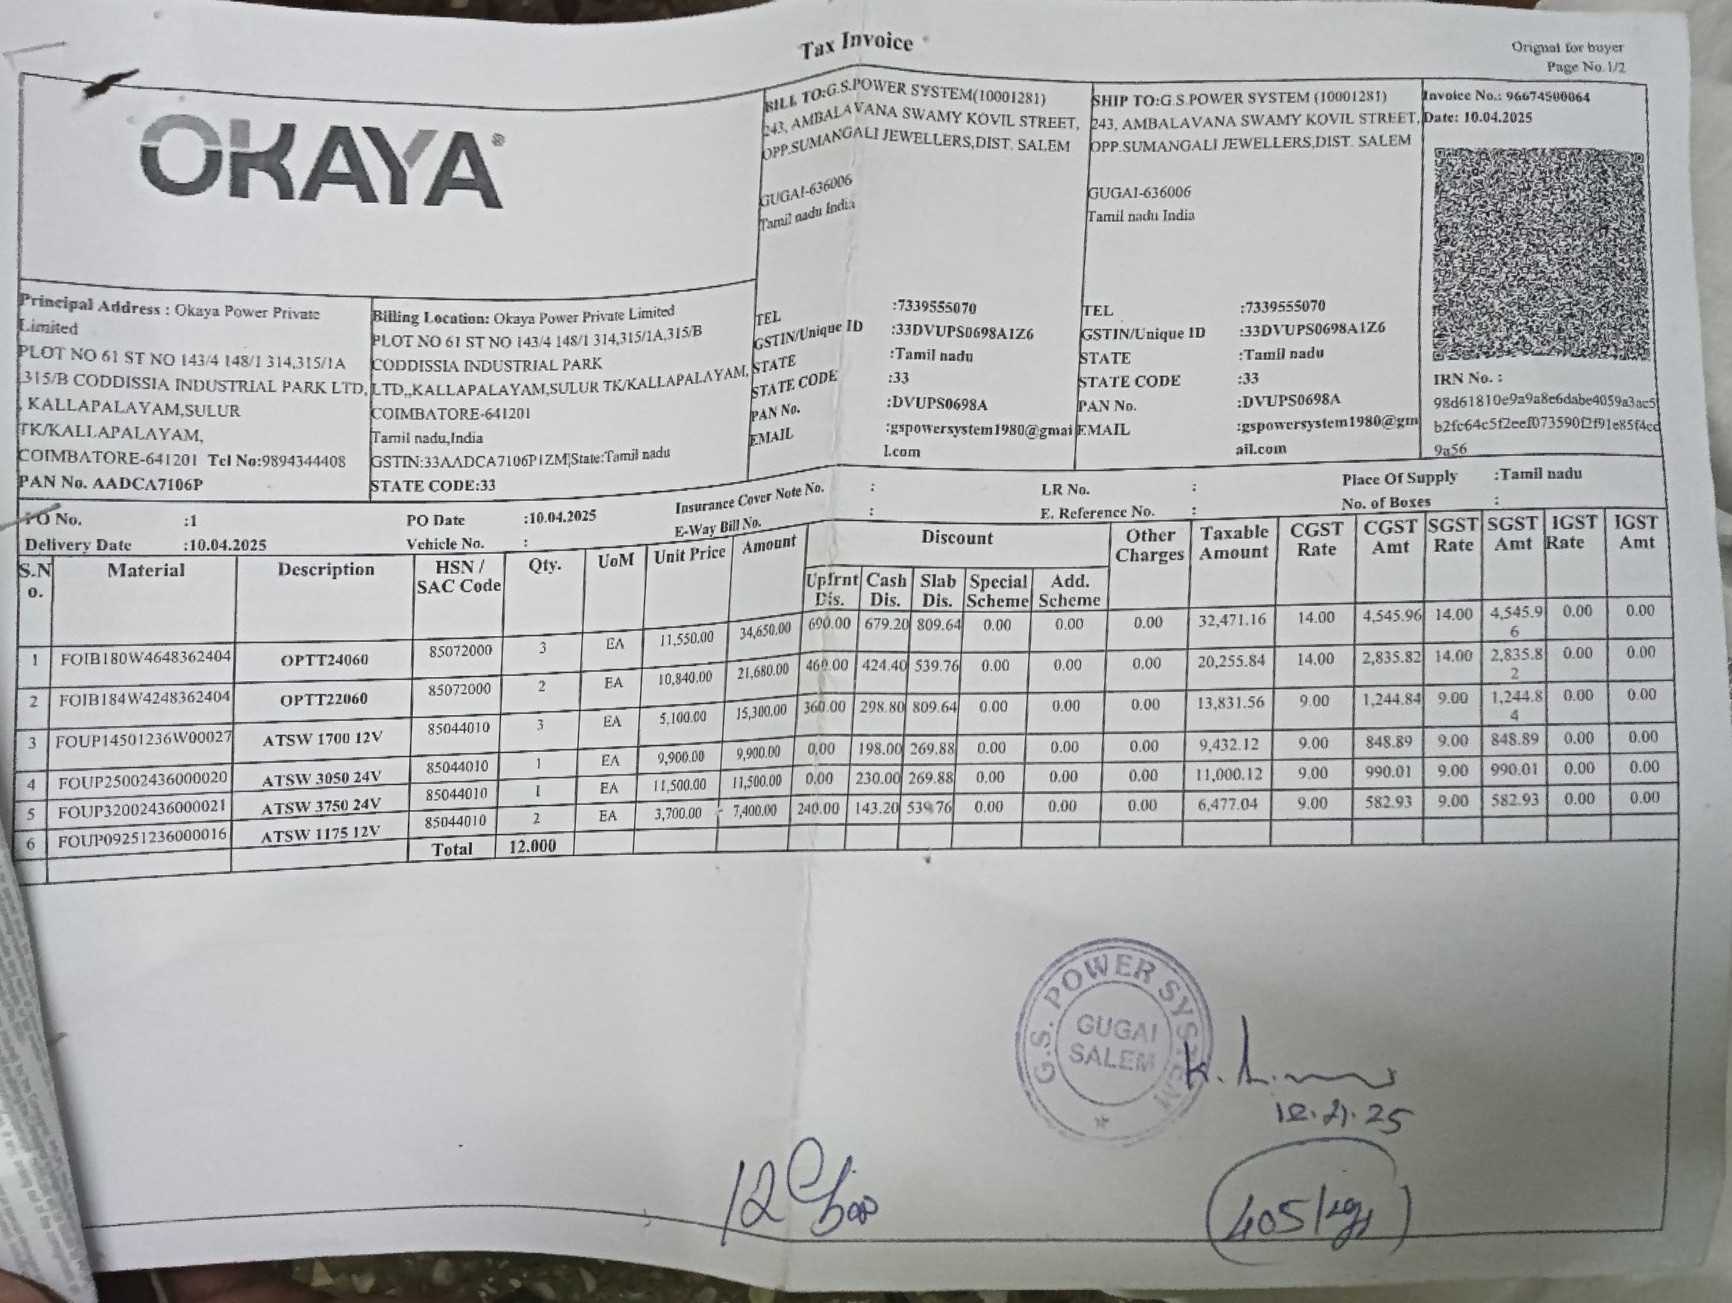 Tax Invoice
Orignal for buyer
Page No.1/2
OKAYA®
BILL TO:G.S.POWER SYSTEM(10001281)
243, AMBALAVANA SWAMY KOVIL STREET,
OPP.SUMANGALI JEWELLERS,DIST. SALEM
GUGAI-636006
Tamil nadu India
TEL :7339555070
GSTIN/Unique ID :33DVUPS0698A1Z6
STATE :Tamil nadu
STATE CODE :33
PAN No. :DVUPS0698A
EMAIL :gspowersystem1980@gmai
l.com
SHIP TO:G.S.POWER SYSTEM (10001281)
243, AMBALAVANA SWAMY KOVIL STREET,
OPP.SUMANGALI JEWELLERS,DIST. SALEM
GUGAI-636006
Tamil nadu India
TEL :7339555070
GSTIN/Unique ID :33DVUPS0698A1Z6
STATE :Tamil nadu
STATE CODE :33
PAN No. :DVUPS0698A
EMAIL :gspowersystem1980@gm
ail.com
Invoice No.: 96674500064
Date: 10.04.2025
IRN No. :
98d61810e9a9a8e6dabe4059a3ac5
b2fc64c5f2eef073590f2f91e85f4cd
9a56
Principal Address : Okaya Power Private
Limited
PLOT NO 61 ST NO 143/4 148/1 314,315/1A
,315/B CODDISSIA INDUSTRIAL PARK LTD,
, KALLAPALAYAM,SULUR
TK/KALLAPALAYAM,
COIMBATORE-641201 Tel No:9894344408
PAN No. AADCA7106P
Billing Location: Okaya Power Private Limited
PLOT NO 61 ST NO 143/4 148/1 314,315/1A,315/B
CODDISSIA INDUSTRIAL PARK
LTD,,KALLAPALAYAM,SULUR TK/KALLAPALAYAM,
COIMBATORE-641201
Tamil nadu,India
GSTIN:33AADCA7106P1ZM;State:Tamil nadu
STATE CODE:33
PO No. :1 PO Date :10.04.2025 Insurance Cover Note No. : LR No. : Place Of Supply :Tamil nadu
Delivery Date :10.04.2025 Vehicle No. : E-Way Bill No. : E. Reference No. : No. of Boxes :
S.No. Material Description HSN / SAC Code Qty. UoM Unit Price Amount Discount Other Charges Taxable Amount CGST Rate CGST Amt SGST Rate SGST Amt IGST Rate IGST Amt
Upfrnt Dis. Cash Dis. Slab Dis. Special Scheme Add. Scheme
1 FOIB180W4648362404 OPTT24060 85072000 3 EA 11,550.00 34,650.00 690.00 679.20 809.64 0.00 0.00 0.00 32,471.16 14.00 4,545.96 14.00 4,545.96 0.00 0.00
2 FOIB184W4248362404 OPTT22060 85072000 2 EA 10,840.00 21,680.00 460.00 424.40 539.76 0.00 0.00 0.00 20,255.84 14.00 2,835.82 14.00 2,835.82 0.00 0.00
3 FOUP14501236W00027 ATSW 1700 12V 85044010 3 EA 5,100.00 15,300.00 360.00 298.80 809.64 0.00 0.00 0.00 13,831.56 9.00 1,244.84 9.00 1,244.84 0.00 0.00
4 FOUP25002436000020 ATSW 3050 24V 85044010 1 EA 9,900.00 9,900.00 0.00 198.00 269.88 0.00 0.00 0.00 9,432.12 9.00 848.89 9.00 848.89 0.00 0.00
5 FOUP32002436000021 ATSW 3750 24V 85044010 1 EA 11,500.00 11,500.00 0.00 230.00 269.88 0.00 0.00 0.00 11,000.12 9.00 990.01 9.00 990.01 0.00 0.00
6 FOUP09251236000016 ATSW 1175 12V 85044010 2 EA 3,700.00 7,400.00 240.00 143.20 539.76 0.00 0.00 0.00 6,477.04 9.00 582.93 9.00 582.93 0.00 0.00
Total 12.000
G.S. POWER SYSTEM
GUGAI
SALEM
12
405 kgs